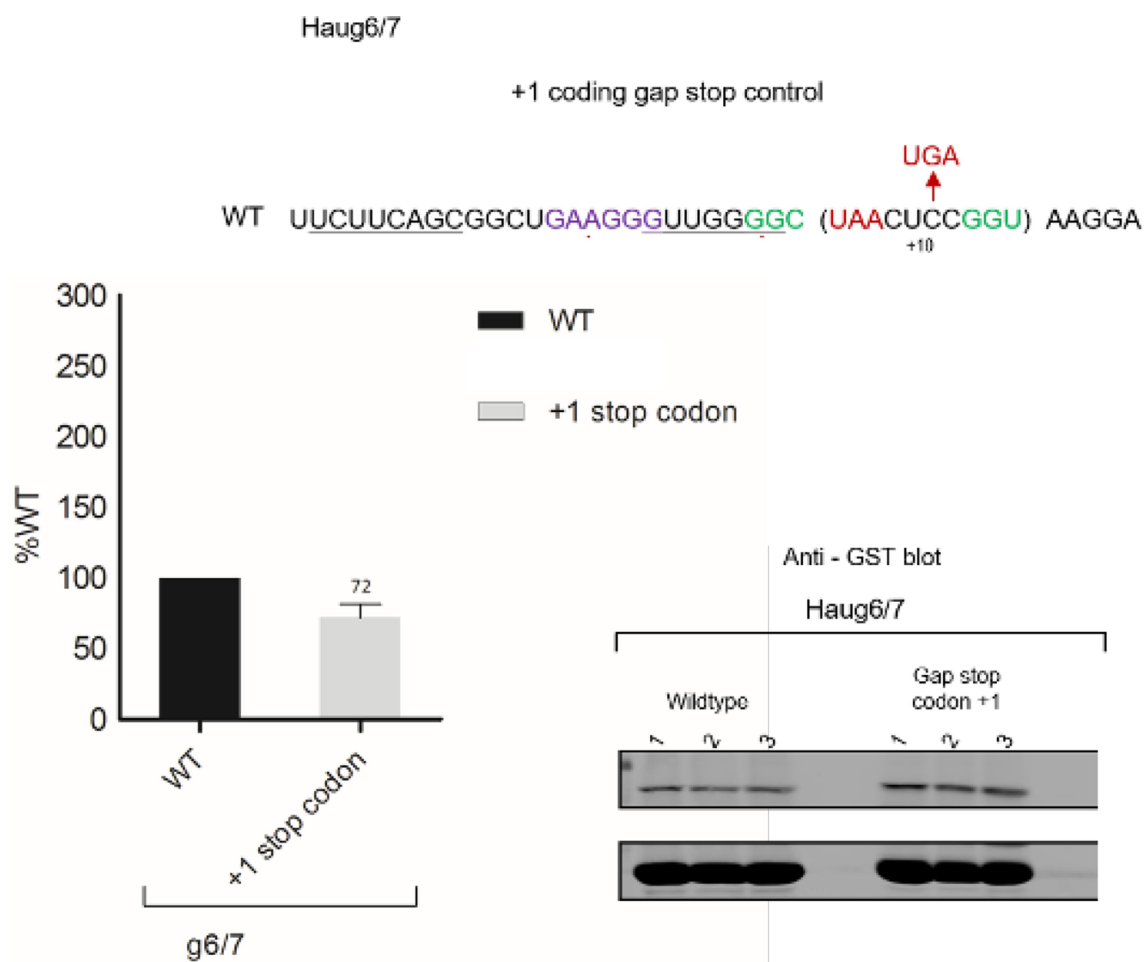 Haug6/7
+1 coding gap stop control
UGA
WT UUCUUCAGCGGCUGAAGGGUUGGGGGC (UAACUCCGGU) AAGGA
+10
300
250
200
150
100
50
0
%WT
WT
+1 stop codon
72
WT
+1 stop codon
g6/7
Anti - GST blot
Haug6/7
Wildtype
Gap stop
codon +1
1 2 3 1 2 3